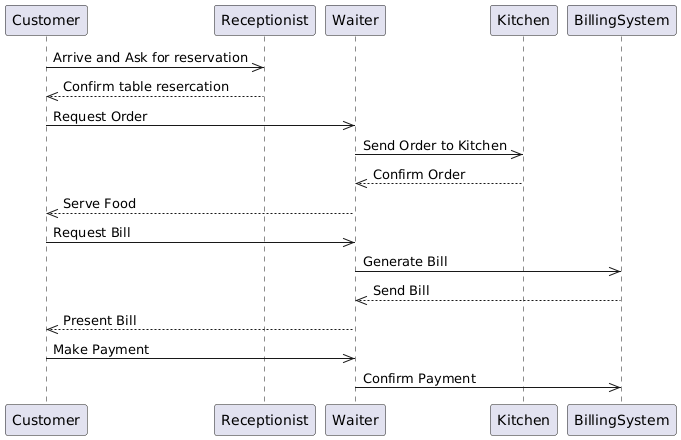 Customer Receptionist Waiter Kitchen BillingSystem
Arrive and Ask for reservation
Confirm table resercation
Request Order
Send Order to Kitchen
Confirm Order
Serve Food
Request Bill
Generate Bill
Send Bill
Present Bill
Make Payment
Confirm Payment
Customer Receptionist Waiter Kitchen BillingSystem